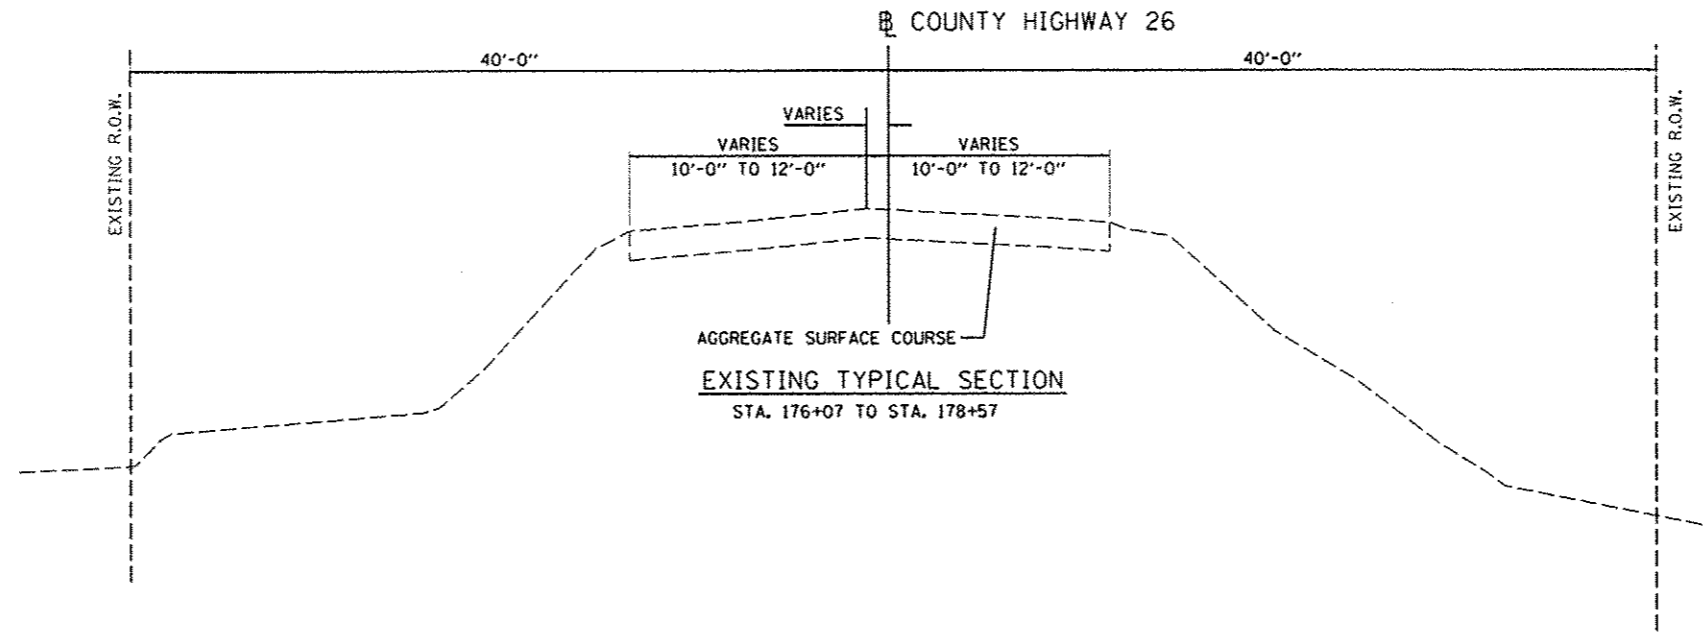 ℄ COUNTY HIGHWAY 26
40'-0" 40'-0"
EXISTING R.O.W.
EXISTING R.O.W.
VARIES
VARIES VARIES
10'-0" TO 12'-0" 10'-0" TO 12'-0"
AGGREGATE SURFACE COURSE
EXISTING TYPICAL SECTION
STA. 176+07 TO STA. 178+57